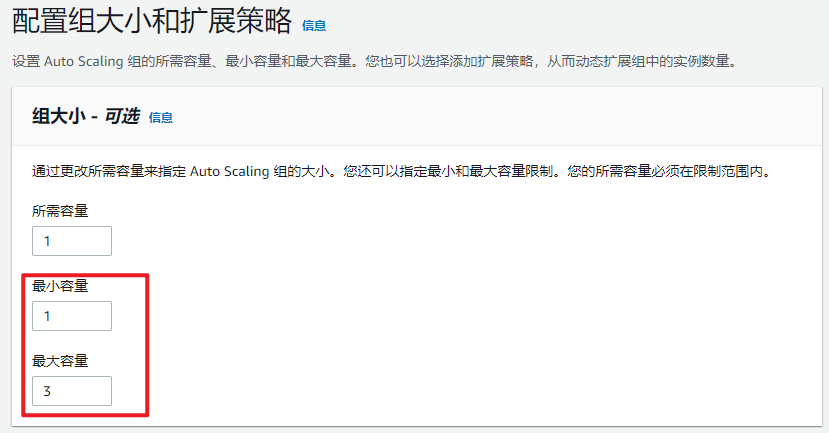 配置组大小和扩展策略 信息
设置 Auto Scaling 组的所需容量、最小容量和最大容量。您也可以选择添加扩展策略，从而动态扩展组中的实例数量。
组大小 - 可选 信息
通过更改所需容量来指定 Auto Scaling 组的大小。您还可以指定最小和最大容量限制。您的所需容量必须在限制范围内。
所需容量
1
最小容量
1
最大容量
3